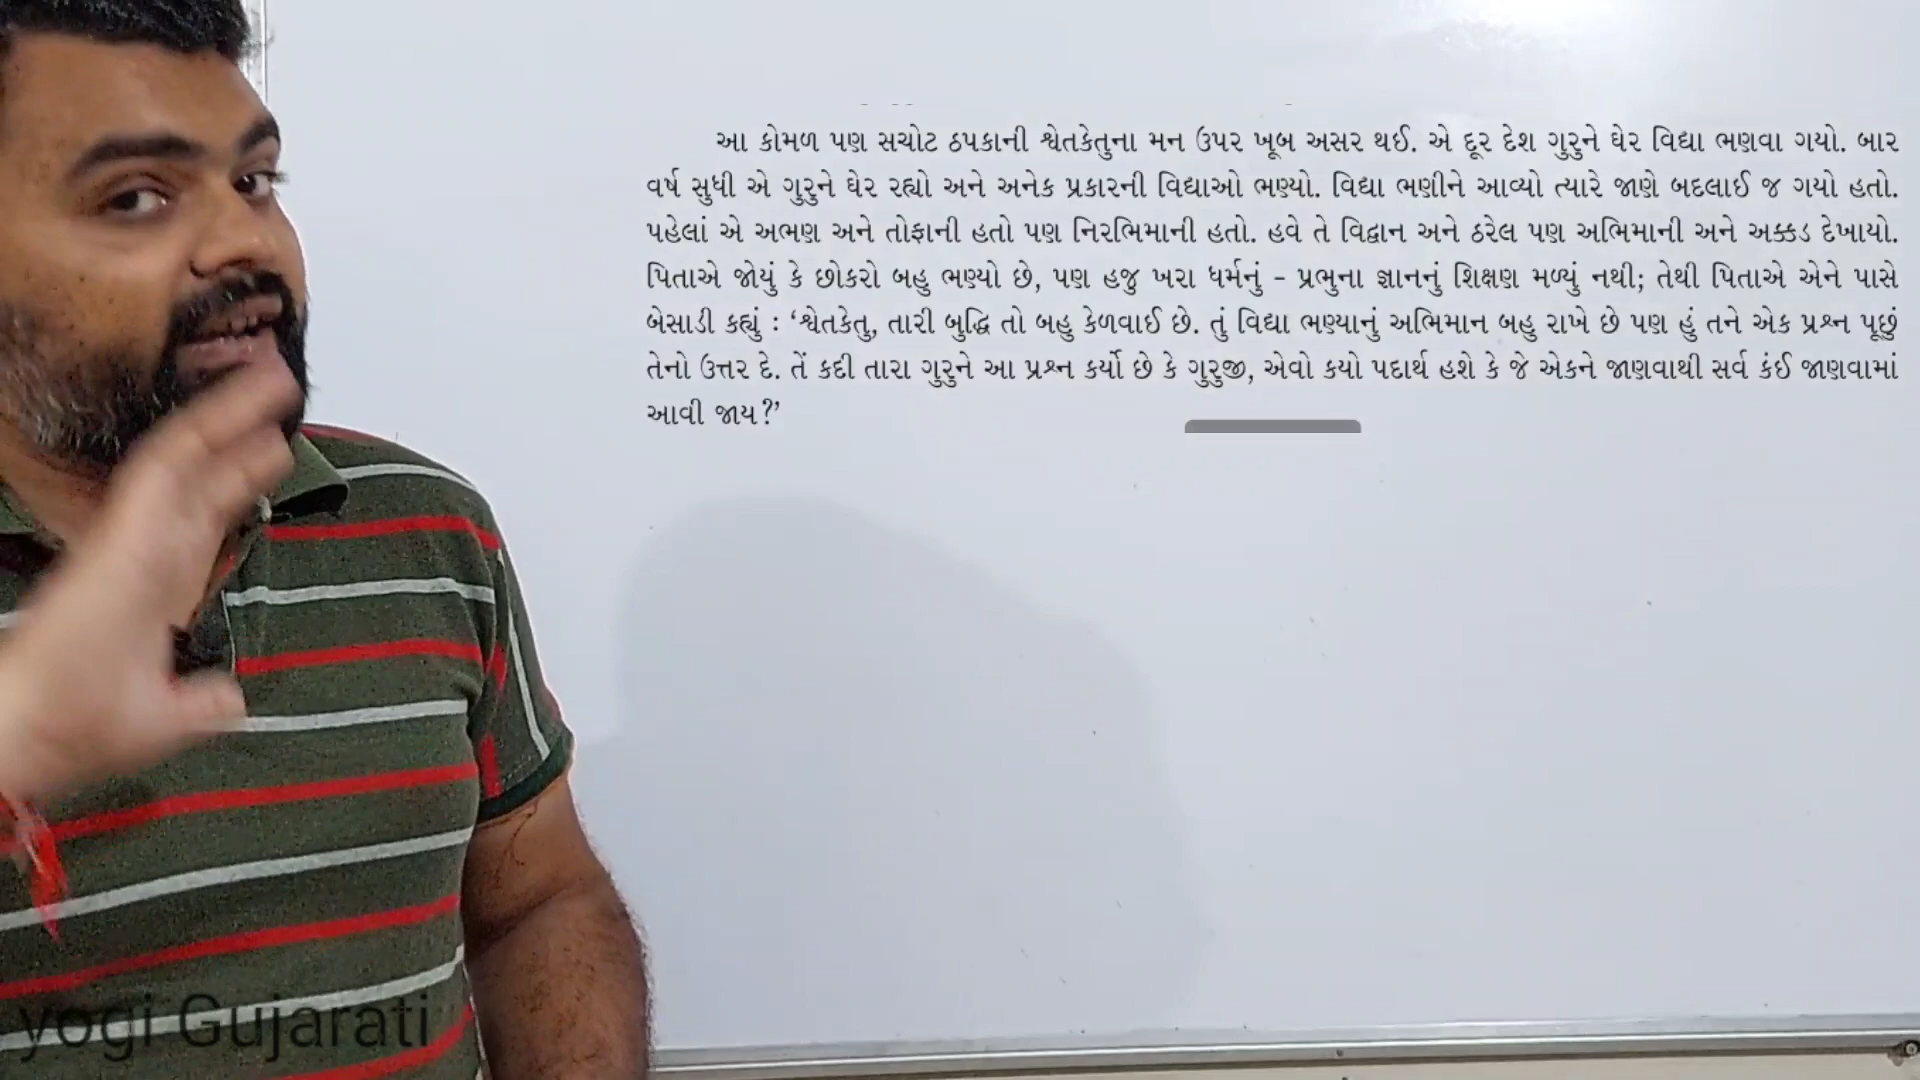 આ કોમળ પણ સચોટ ઠપકાની શ્વેતકેતુના મન ઉપર ખૂબ અસર થઈ. એ દૂર દેશ ગુરુને ઘેર વિદ્યા ભણવા ગયો. બાર
વર્ષ સુધી એ ગુરુને ઘેર રહ્યો અને અનેક પ્રકારની વિદ્યાઓ ભણ્યો. વિદ્યા ભણીને આવ્યો ત્યારે જાણે બદલાઈ જ ગયો હતો.
પહેલાં એ અભણ અને તોફાની હતો પણ નિરભિમાની હતો. હવે તે વિદ્વાન અને ઠરેલ પણ અભિમાની અને અક્કડ દેખાયો.
પિતાએ જોયું કે છોકરો બહુ ભણ્યો છે, પણ હજુ ખરા ધર્મનું - પ્રભુના જ્ઞાનનું શિક્ષણ મળ્યું નથી; તેથી પિતાએ એને પાસે
બેસાડી કહ્યું : ‘શ્વેતકેતુ, તારી બુદ્ધિ તો બહુ કેળવાઈ છે. તું વિદ્યા ભણ્યાનું અભિમાન બહુ રાખે છે પણ હું તને એક પ્રશ્ન પૂછું
તેનો ઉત્તર દે. તેં કદી તારા ગુરુને આ પ્રશ્ન કર્યો છે કે ગુરુજી, એવો કયો પદાર્થ હશે કે જે એકને જાણવાથી સર્વ કંઈ જાણવામાં
આવી જાય?’
yogi Gujarati